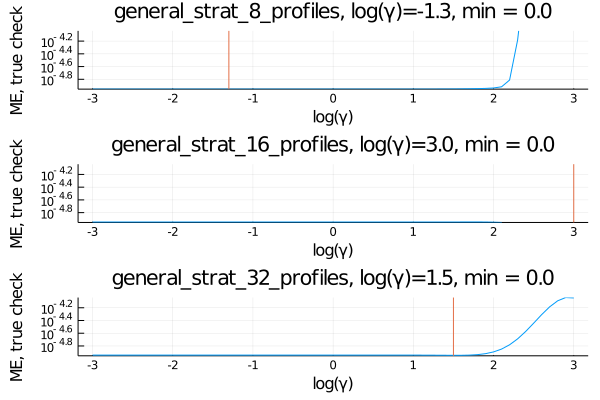 general_strat_8_profiles, log(γ)=-1.3, min = 0.0
ME, true check
10^-4.2
10^-4.4
10^-4.6
10^-4.8
-3 -2 -1 0 1 2 3
log(γ)
general_strat_16_profiles, log(γ)=3.0, min = 0.0
ME, true check
10^-4.2
10^-4.4
10^-4.6
10^-4.8
-3 -2 -1 0 1 2 3
log(γ)
general_strat_32_profiles, log(γ)=1.5, min = 0.0
ME, true check
10^-4.2
10^-4.4
10^-4.6
10^-4.8
-3 -2 -1 0 1 2 3
log(γ)